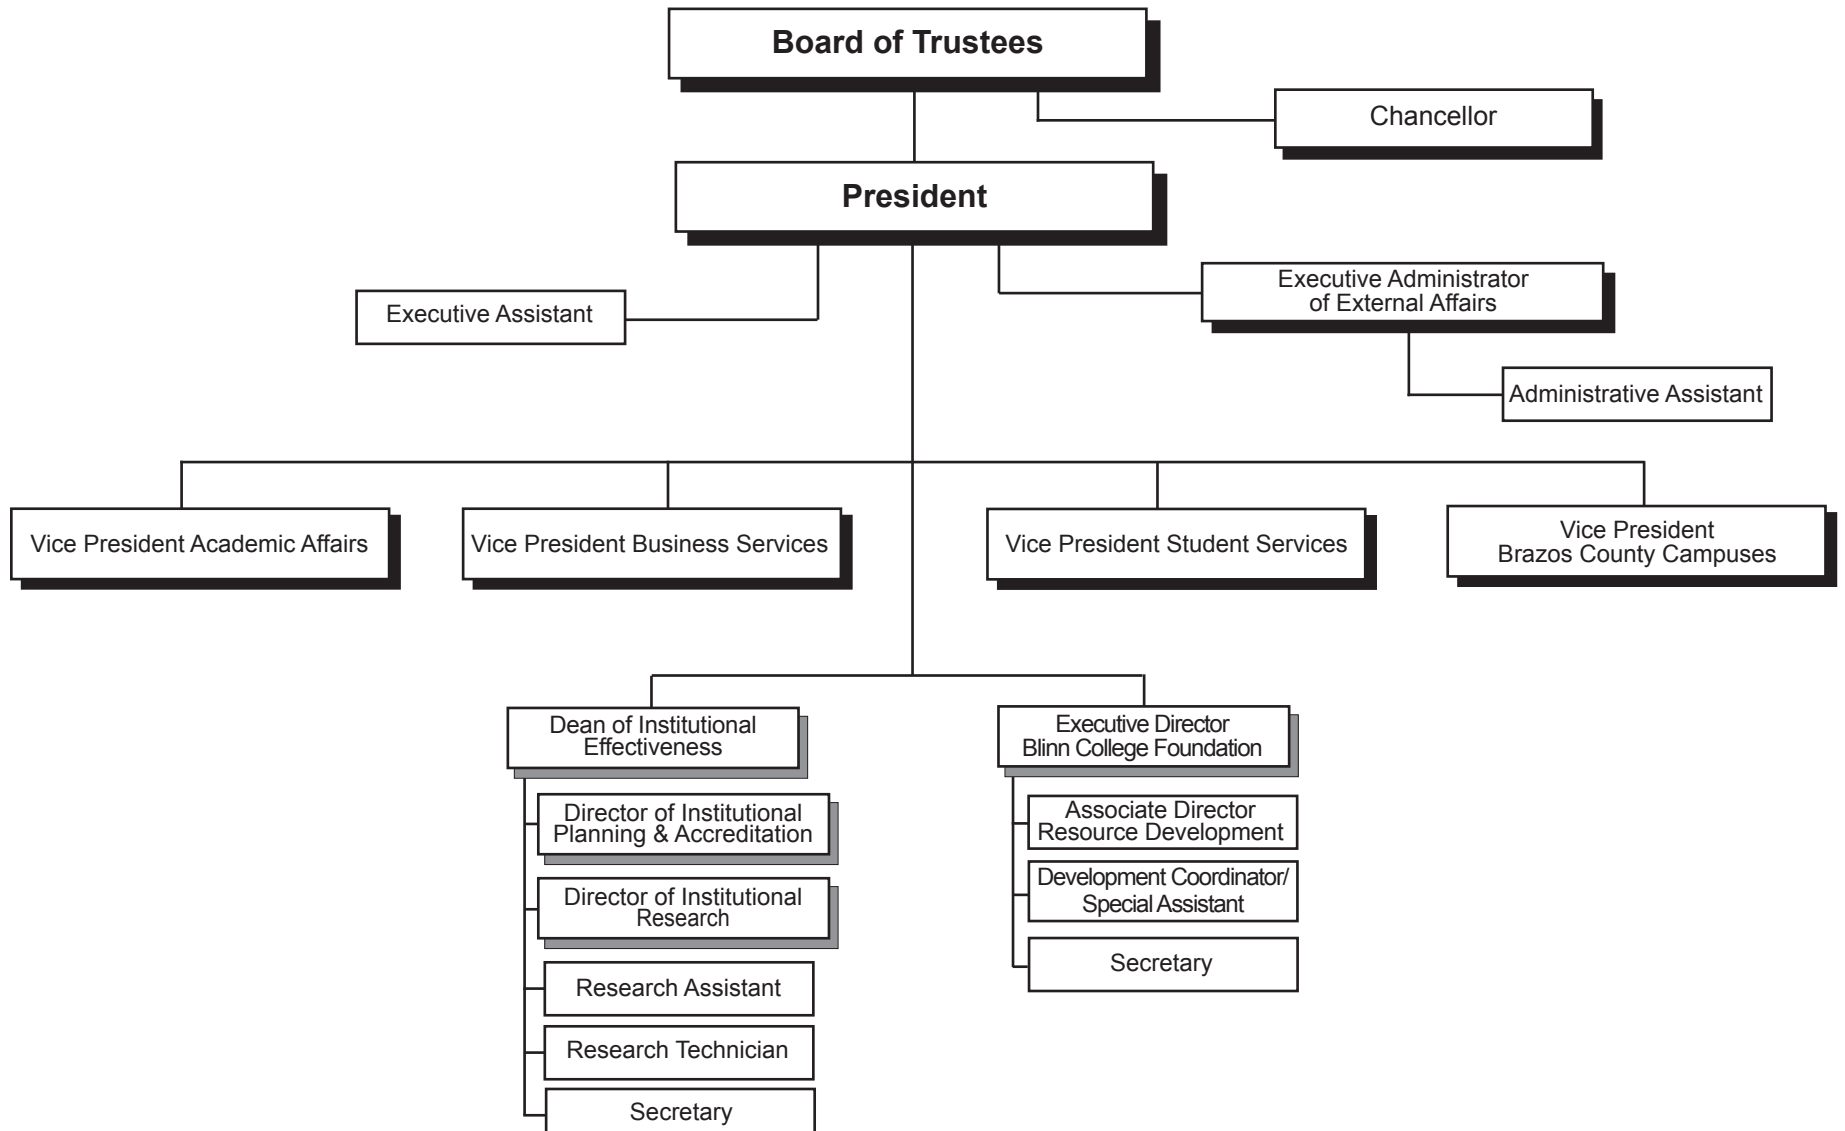 Board of Trustees
Chancellor
President
Executive Assistant
Executive Administrator
of External Affairs
Administrative Assistant
Vice President Academic Affairs
Vice President Business Services
Vice President Student Services
Vice President
Brazos County Campuses
Dean of Institutional
Effectiveness
Director of Institutional
Planning & Accreditation
Director of Institutional
Research
Research Assistant
Research Technician
Secretary
Executive Director
Blinn College Foundation
Associate Director
Resource Development
Development Coordinator/
Special Assistant
Secretary